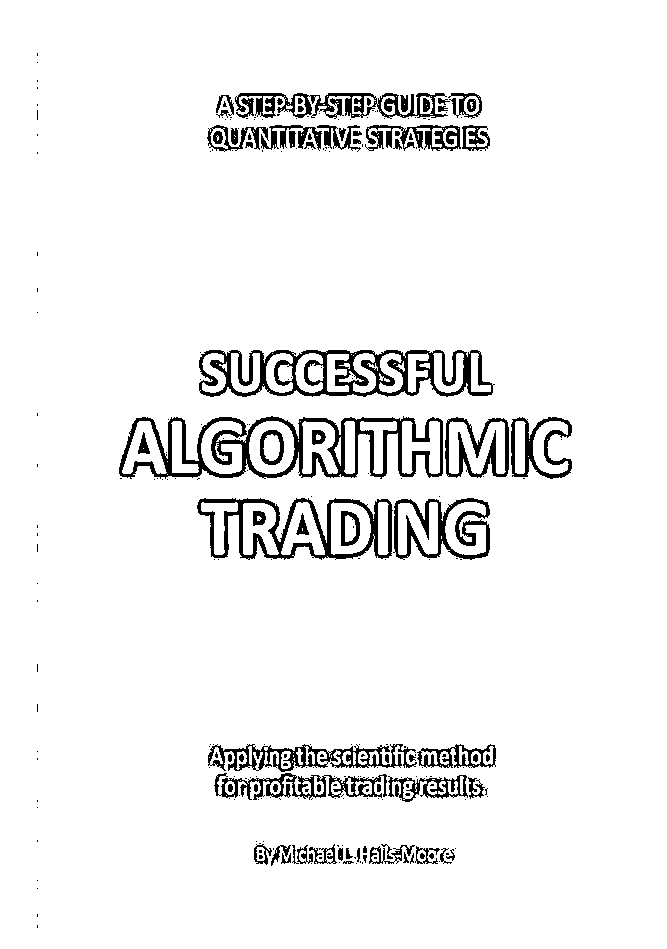 A STEP-BY-STEP GUIDE TO
QUANTITATIVE STRATEGIES
SUCCESSFUL
ALGORITHMIC
TRADING
Applying the scientific method
for profitable trading results.
By Michael L. Halls-Moore